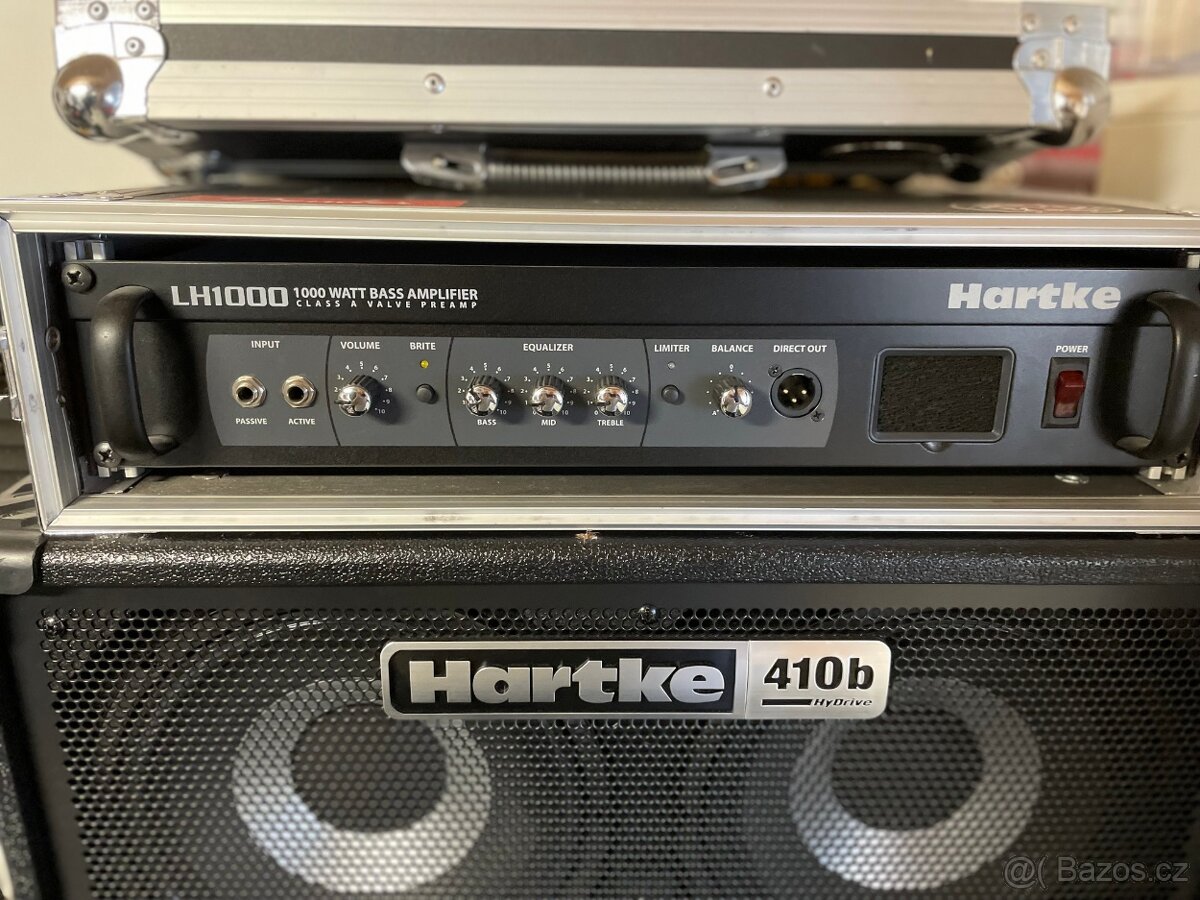 LH1000 1000 WATT BASS AMPLIFIER
CLASS A VALVE PREAMP
Hartke
INPUT
VOLUME
BRITE
EQUALIZER
LIMITER
BALANCE
DIRECT OUT
POWER
PASSIVE
ACTIVE
BASS
MID
TREBLE
Hartke
410b
HyDrive
@( Bazos.cz